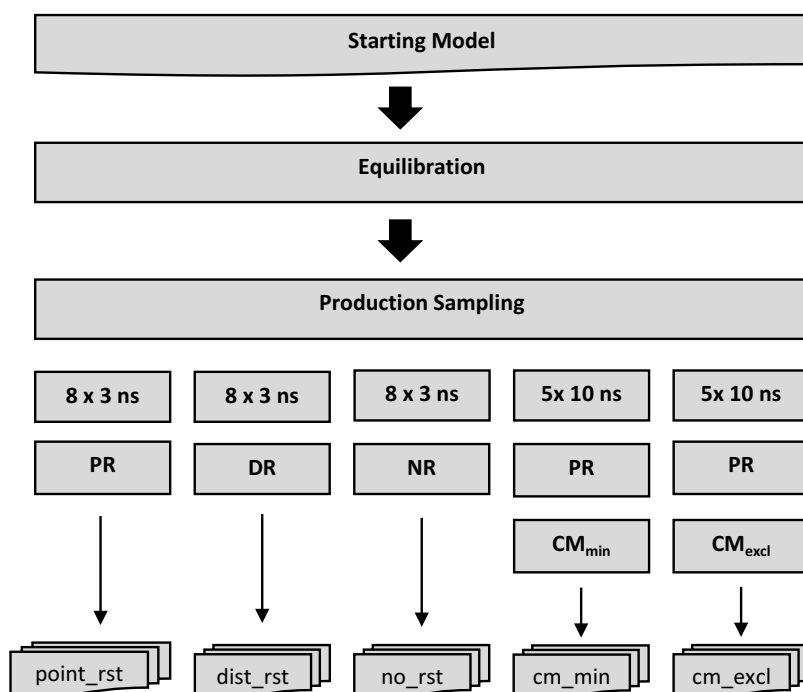 Starting Model
Equilibration
Production Sampling
8 x 3 ns 8 x 3 ns 8 x 3 ns 5x 10 ns 5x 10 ns
PR DR NR PR PR
CMmin CMexcl
point_rst dist_rst no_rst cm_min cm_excl